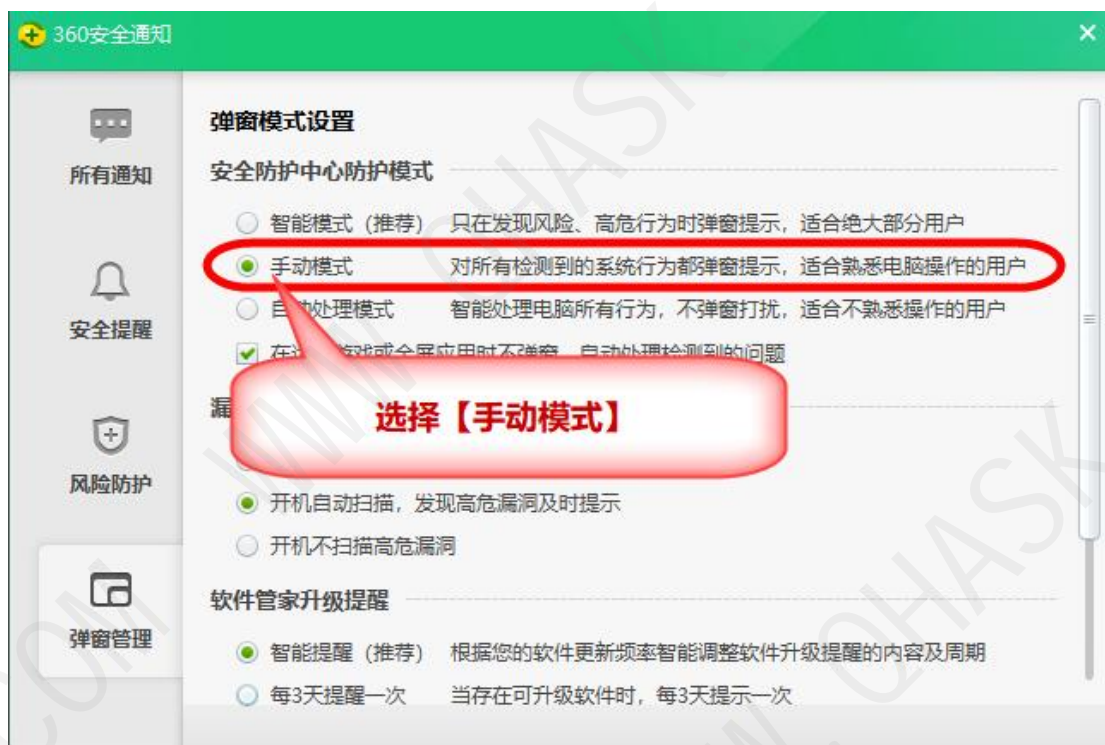 360安全通知
所有通知
安全提醒
风险防护
弹窗管理
弹窗模式设置
安全防护中心防护模式
智能模式（推荐） 只在发现风险、高危行为时弹窗提示，适合绝大部分用户
手动模式 对所有检测到的系统行为都弹窗提示，适合熟悉电脑操作的用户
自动处理模式 智能处理电脑所有行为，不弹窗打扰，适合不熟悉操作的用户
应用时不弹窗，自动处理检测到的问题
选择【手动模式】
漏
开机自动扫描，发现高危漏洞及时提示
开机不扫描高危漏洞
软件管家升级提醒
智能提醒（推荐） 根据您的软件更新频率智能调整软件升级提醒的内容及周期
每3天提醒一次 当存在可升级软件时，每3天提示一次
WWW.QHASK.COM